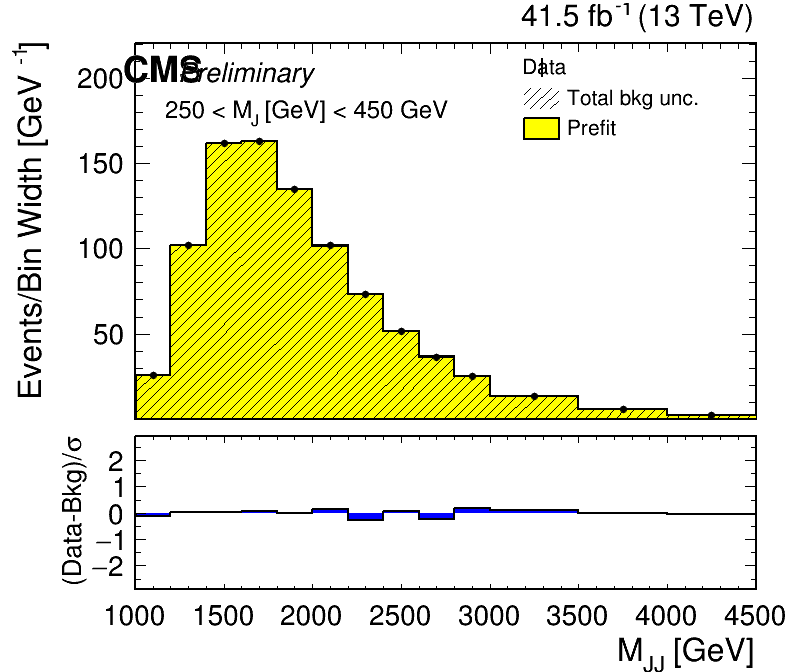 41.5 fb⁻¹ (13 TeV)
CMS Preliminary
Data
Total bkg unc.
Prefit
250 < M_J [GeV] < 450 GeV
Events/Bin Width [GeV⁻¹]
200
150
100
50
(Data-Bkg)/σ
2
1
0
−1
−2
1000 1500 2000 2500 3000 3500 4000 4500
M_JJ [GeV]